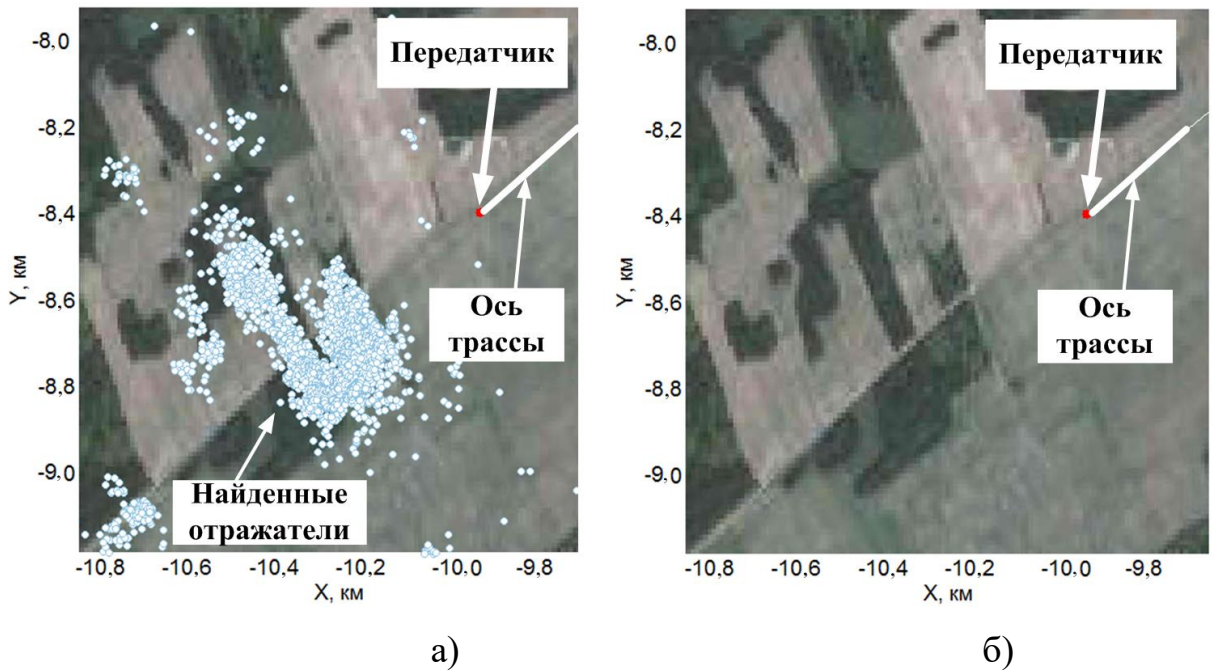 -8,0
-8,2
-8,4
-8,6
-8,8
-9,0
Y, км
Передатчик
Ось
трассы
Найденные
отражатели
-10,8
-10,6
-10,4
-10,2
-10,0
-9,8
X, км
а)
-8,0
-8,2
-8,4
-8,6
-8,8
-9,0
Y, км
Передатчик
Ось
трассы
-10,8
-10,6
-10,4
-10,2
-10,0
-9,8
X, км
б)